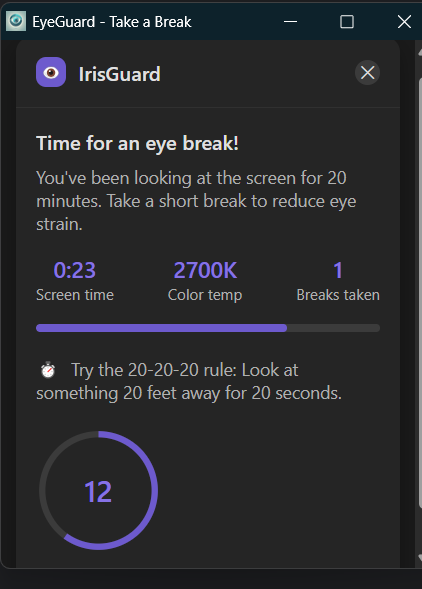 EyeGuard - Take a Break
IrisGuard
Time for an eye break!
You've been looking at the screen for 20
minutes. Take a short break to reduce eye
strain.
0:23 2700K 1
Screen time Color temp Breaks taken
Try the 20-20-20 rule: Look at
something 20 feet away for 20 seconds.
12